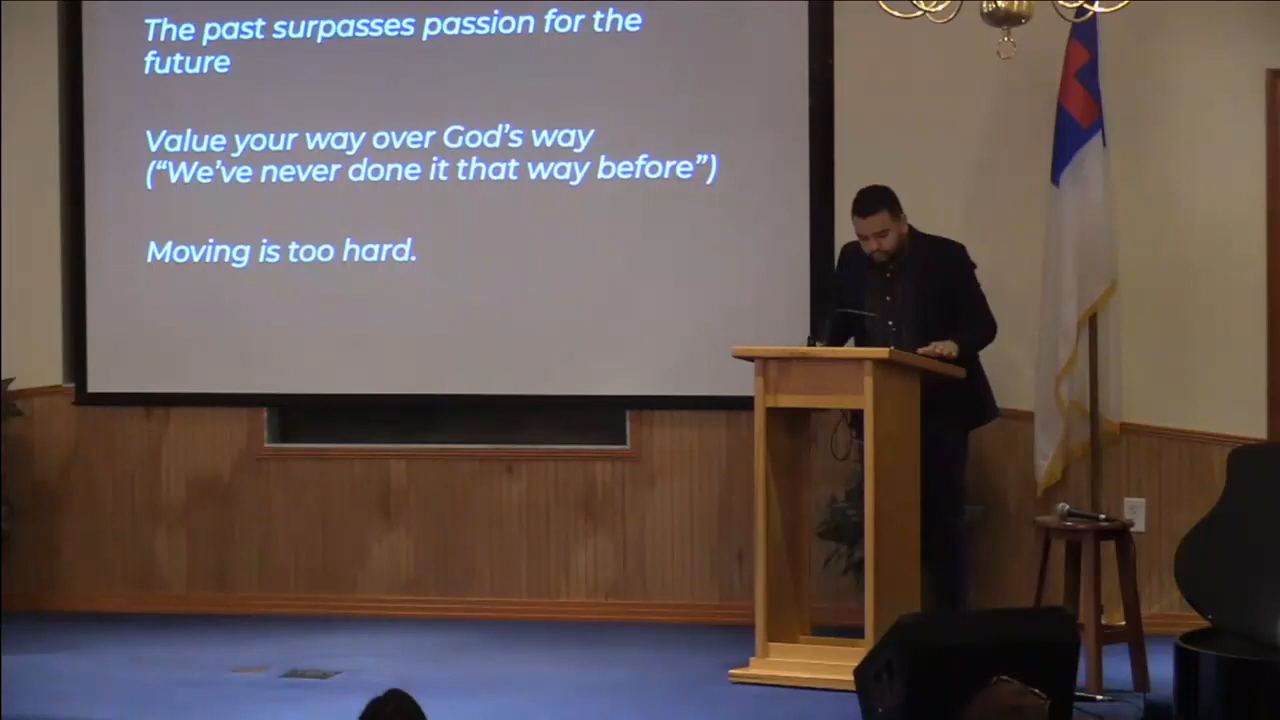 The past surpasses passion for the
future
Value your way over God's way
(“We've never done it that way before”)
Moving is too hard.